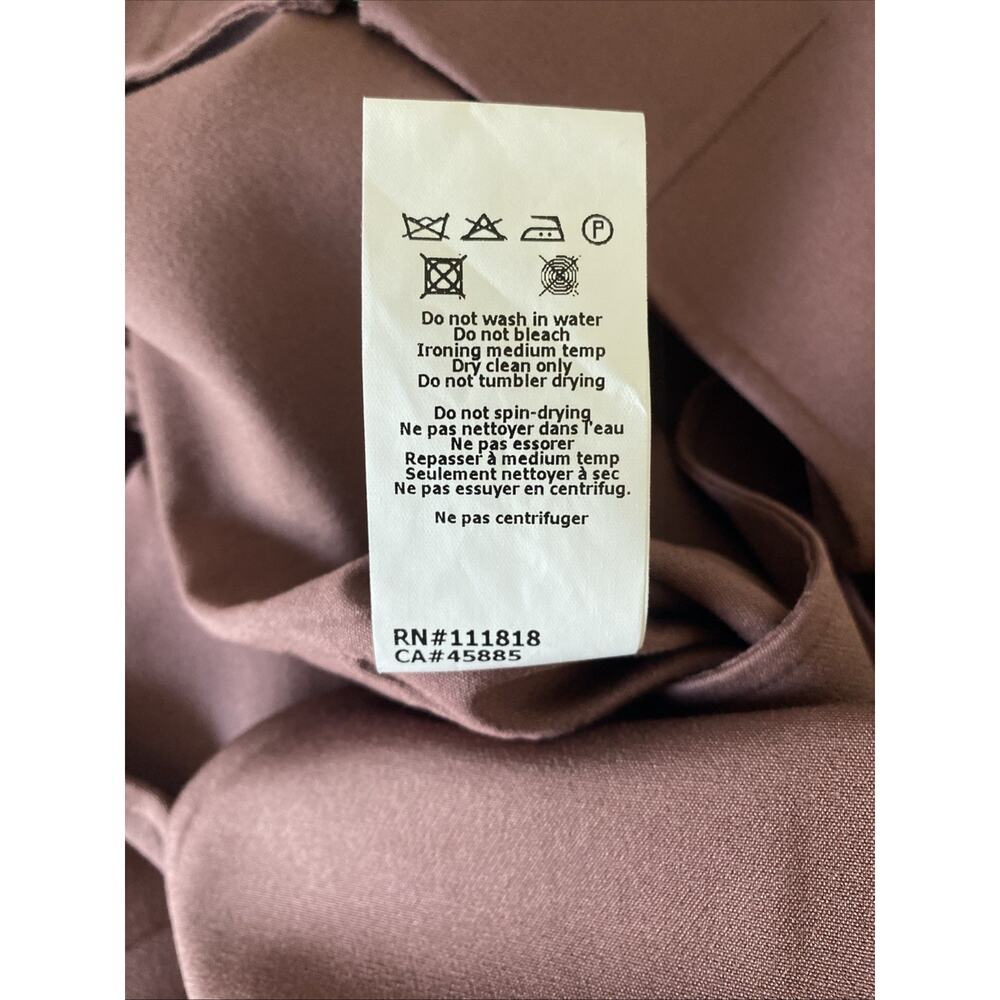 P
Do not wash in water
Do not bleach
Ironing medium temp
Dry clean only
Do not tumbler drying
Do not spin-drying
Ne pas nettoyer dans l'eau
Ne pas essorer
Repasser à medium temp
Seulement nettoyer à sec
Ne pas essuyer en centrifug.
Ne pas centrifuger
RN#111818
CA#45885